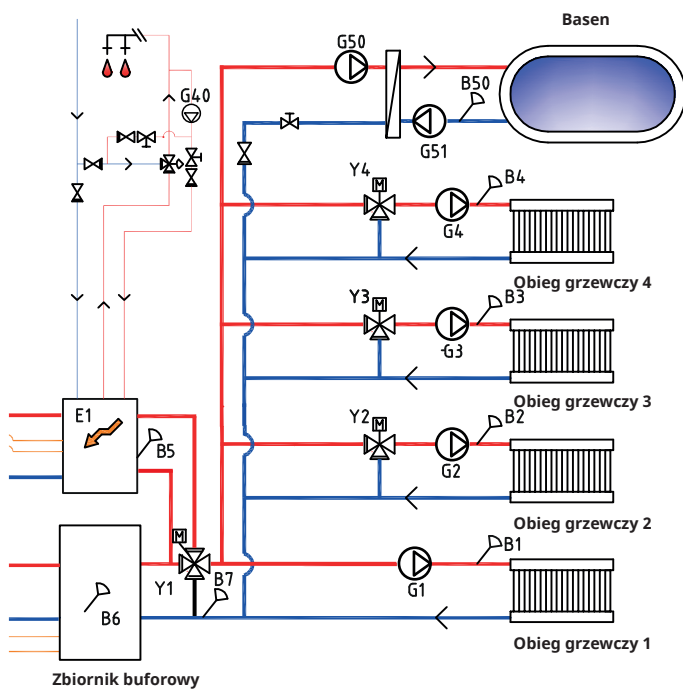 Basen
G50
B50
G40
G51
Y4
B4
G4
Obieg grzewczy 4
Y3
B3
-G3
Obieg grzewczy 3
Y2
B2
G2
Obieg grzewczy 2
E1
B5
M
M
M
M
Y1
B7
B1
G1
B6
Obieg grzewczy 1
Zbiornik buforowy